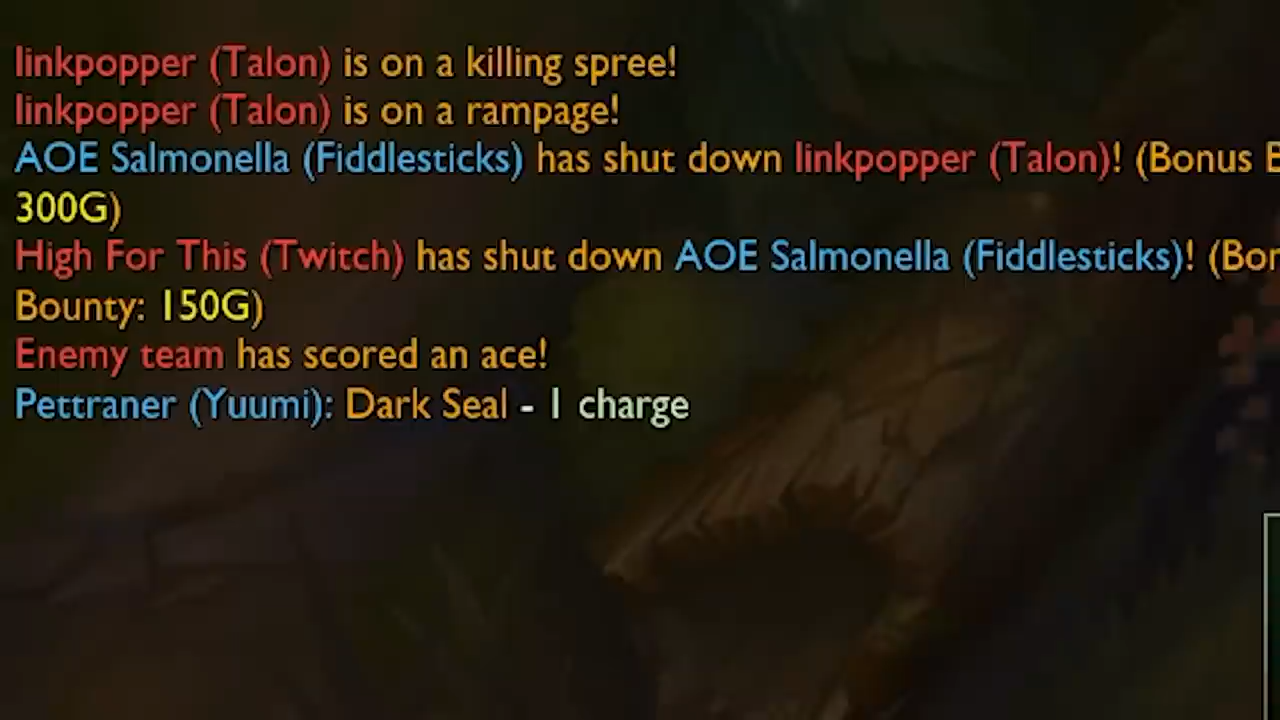 linkpopper (Talon) is on a killing spree!
linkpopper (Talon) is on a rampage!
AOE Salmonella (Fiddlesticks) has shut down linkpopper (Talon)! (Bonus
300G)
High For This (Twitch) has shut down AOE Salmonella (Fiddlesticks)!
Bounty: 150G)
Enemy team has scored an ace!
Pettraner (Yuumi): Dark Seal - 1 charge